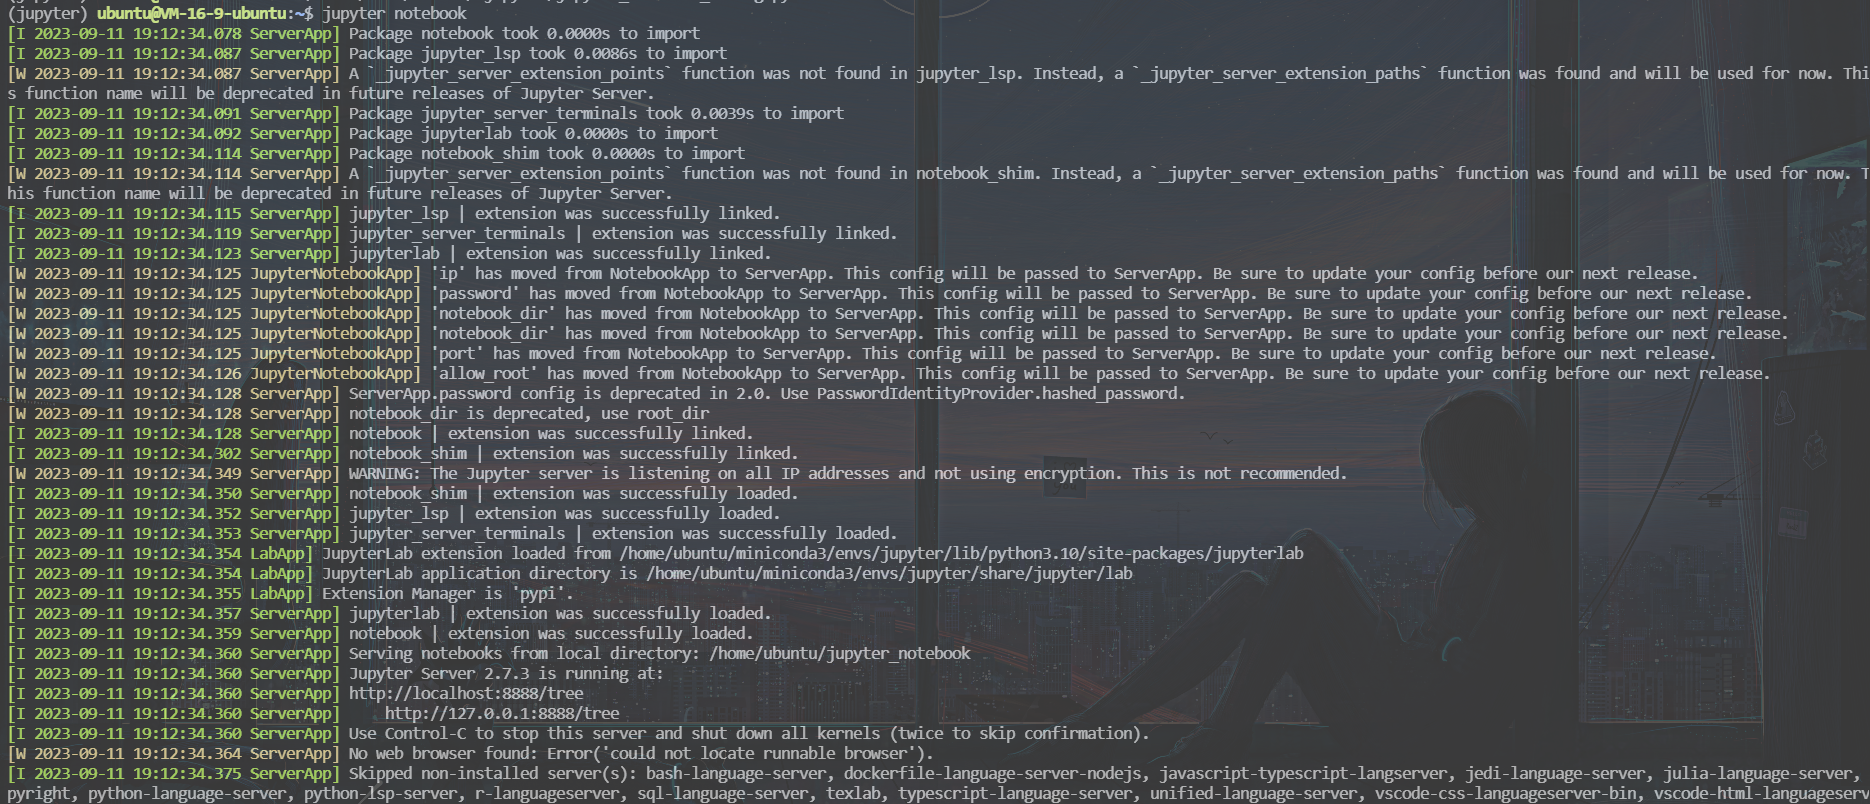 (jupyter) ubuntu@VM-16-9-ubuntu:~$ jupyter notebook
[I 2023-09-11 19:12:34.078 ServerApp] Package notebook took 0.0000s to import
[I 2023-09-11 19:12:34.087 ServerApp] Package jupyter_lsp took 0.0086s to import
[W 2023-09-11 19:12:34.087 ServerApp] A `_jupyter_server_extension_points` function was not found in jupyter_lsp. Instead, a `_jupyter_server_extension_paths` function was found and will be used for now. Thi
s function name will be deprecated in future releases of Jupyter Server.
[I 2023-09-11 19:12:34.091 ServerApp] Package jupyter_server_terminals took 0.0039s to import
[I 2023-09-11 19:12:34.092 ServerApp] Package jupyterlab took 0.0000s to import
[I 2023-09-11 19:12:34.114 ServerApp] Package notebook_shim took 0.0000s to import
[W 2023-09-11 19:12:34.114 ServerApp] A `_jupyter_server_extension_points` function was not found in notebook_shim. Instead, a `_jupyter_server_extension_paths` function was found and will be used for now. T
his function name will be deprecated in future releases of Jupyter Server.
[I 2023-09-11 19:12:34.115 ServerApp] jupyter_lsp | extension was successfully linked.
[I 2023-09-11 19:12:34.119 ServerApp] jupyter_server_terminals | extension was successfully linked.
[I 2023-09-11 19:12:34.123 ServerApp] jupyterlab | extension was successfully linked.
[W 2023-09-11 19:12:34.125 JupyterNotebookApp] 'ip' has moved from NotebookApp to ServerApp. This config will be passed to ServerApp. Be sure to update your config before our next release.
[W 2023-09-11 19:12:34.125 JupyterNotebookApp] 'password' has moved from NotebookApp to ServerApp. This config will be passed to ServerApp. Be sure to update your config before our next release.
[W 2023-09-11 19:12:34.125 JupyterNotebookApp] 'notebook_dir' has moved from NotebookApp to ServerApp. This config will be passed to ServerApp. Be sure to update your config before our next release.
[W 2023-09-11 19:12:34.125 JupyterNotebookApp] 'notebook_dir' has moved from NotebookApp to ServerApp. This config will be passed to ServerApp. Be sure to update your config before our next release.
[W 2023-09-11 19:12:34.125 JupyterNotebookApp] 'port' has moved from NotebookApp to ServerApp. This config will be passed to ServerApp. Be sure to update your config before our next release.
[W 2023-09-11 19:12:34.126 JupyterNotebookApp] 'allow_root' has moved from NotebookApp to ServerApp. This config will be passed to ServerApp. Be sure to update your config before our next release.
[W 2023-09-11 19:12:34.128 ServerApp] ServerApp.password config is deprecated in 2.0. Use PasswordIdentityProvider.hashed_password.
[W 2023-09-11 19:12:34.128 ServerApp] notebook_dir is deprecated, use root_dir
[I 2023-09-11 19:12:34.128 ServerApp] notebook | extension was successfully linked.
[I 2023-09-11 19:12:34.302 ServerApp] notebook_shim | extension was successfully linked.
[W 2023-09-11 19:12:34.349 ServerApp] WARNING: The Jupyter server is listening on all IP addresses and not using encryption. This is not recommended.
[I 2023-09-11 19:12:34.350 ServerApp] notebook_shim | extension was successfully loaded.
[I 2023-09-11 19:12:34.352 ServerApp] jupyter_lsp | extension was successfully loaded.
[I 2023-09-11 19:12:34.353 ServerApp] jupyter_server_terminals | extension was successfully loaded.
[I 2023-09-11 19:12:34.354 LabApp] JupyterLab extension loaded from /home/ubuntu/miniconda3/envs/jupyter/lib/python3.10/site-packages/jupyterlab
[I 2023-09-11 19:12:34.354 LabApp] JupyterLab application directory is /home/ubuntu/miniconda3/envs/jupyter/share/jupyter/lab
[I 2023-09-11 19:12:34.355 LabApp] Extension Manager is 'pypi'.
[I 2023-09-11 19:12:34.357 ServerApp] jupyterlab | extension was successfully loaded.
[I 2023-09-11 19:12:34.359 ServerApp] notebook | extension was successfully loaded.
[I 2023-09-11 19:12:34.360 ServerApp] Serving notebooks from local directory: /home/ubuntu/jupyter_notebook
[I 2023-09-11 19:12:34.360 ServerApp] Jupyter Server 2.7.3 is running at:
[I 2023-09-11 19:12:34.360 ServerApp] http://localhost:8888/tree
[I 2023-09-11 19:12:34.360 ServerApp]     http://127.0.0.1:8888/tree
[I 2023-09-11 19:12:34.360 ServerApp] Use Control-C to stop this server and shut down all kernels (twice to skip confirmation).
[W 2023-09-11 19:12:34.364 ServerApp] No web browser found: Error('could not locate runnable browser').
[I 2023-09-11 19:12:34.375 ServerApp] Skipped non-installed server(s): bash-language-server, dockerfile-language-server-nodejs, javascript-typescript-langserver, jedi-language-server, julia-language-server,
pyright, python-language-server, python-lsp-server, r-languageserver, sql-language-server, texlab, typescript-language-server, unified-language-server, vscode-css-languageserver-bin, vscode-html-languageserv